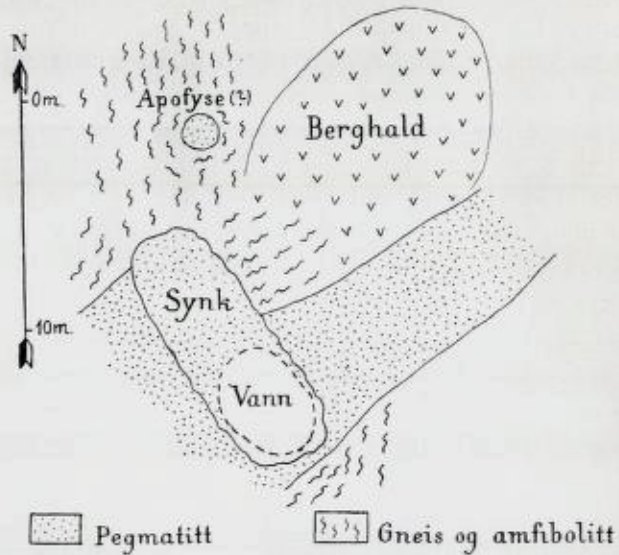 N
0m.
Apofyse(?)
Berghald
Synk
10m.
Vann
Pegmatitt
Gneis og amfibolitt